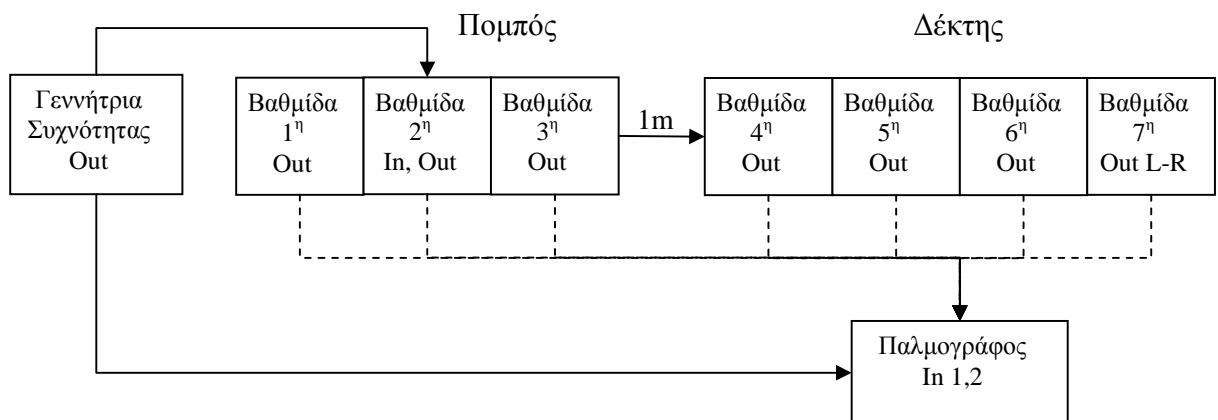 Πομπός
Δέκτης
Γεννήτρια
Συχνότητας
Out
Βαθμίδα
1η
Out
Βαθμίδα
2η
In, Out
Βαθμίδα
3η
Out
1m
Βαθμίδα
4η
Out
Βαθμίδα
5η
Out
Βαθμίδα
6η
Out
Βαθμίδα
7η
Out L-R
Παλμογράφος
In 1,2